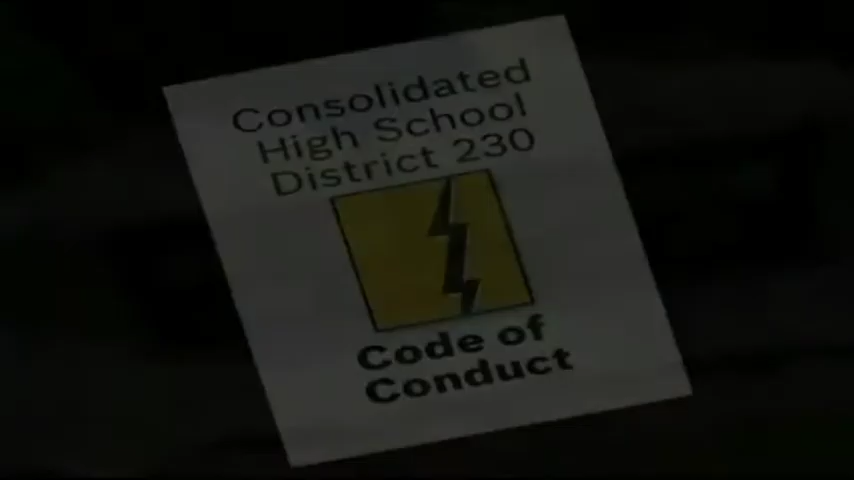 Consolidated
High School
District 230
Code of
Conduct